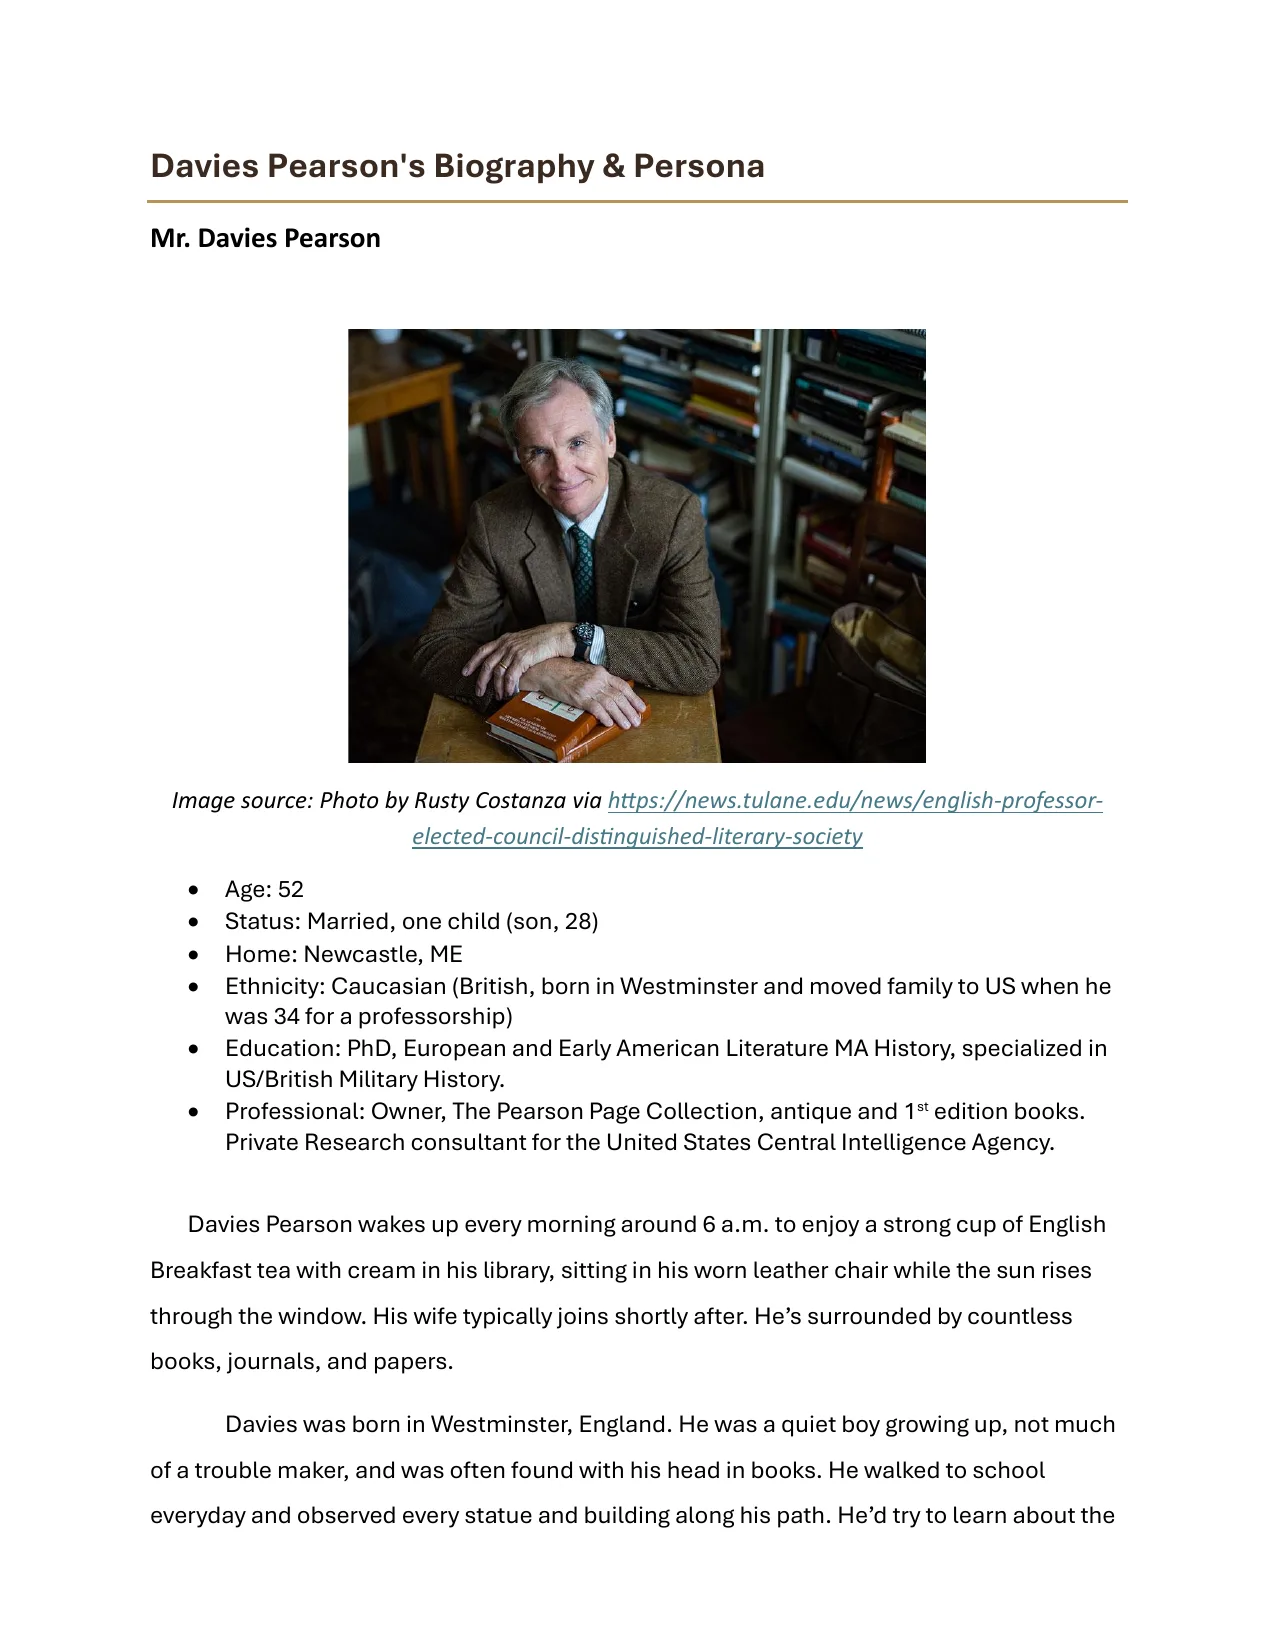 Davies Pearson's Biography & Persona
Mr. Davies Pearson
Image source: Photo by Rusty Costanza via https://news.tulane.edu/news/english-professor-
elected-council-distinguished-literary-society
• Age: 52
• Status: Married, one child (son, 28)
• Home: Newcastle, ME
• Ethnicity: Caucasian (British, born in Westminster and moved family to US when he
was 34 for a professorship)
• Education: PhD, European and Early American Literature MA History, specialized in
US/British Military History.
• Professional: Owner, The Pearson Page Collection, antique and 1st edition books.
Private Research consultant for the United States Central Intelligence Agency.
Davies Pearson wakes up every morning around 6 a.m. to enjoy a strong cup of English
Breakfast tea with cream in his library, sitting in his worn leather chair while the sun rises
through the window. His wife typically joins shortly after. He’s surrounded by countless
books, journals, and papers.
Davies was born in Westminster, England. He was a quiet boy growing up, not much
of a trouble maker, and was often found with his head in books. He walked to school
everyday and observed every statue and building along his path. He’d try to learn about the